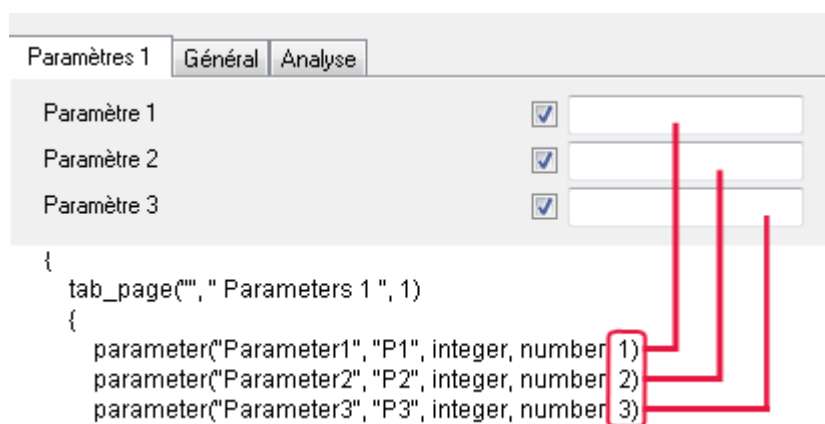 Paramètres 1 Général Analyse
Paramètre 1
Paramètre 2
Paramètre 3
{
tab_page("", " Parameters 1 ", 1)
{
parameter("Parameter1", "P1", integer, number 1)
parameter("Parameter2", "P2", integer, number 2)
parameter("Parameter3", "P3", integer, number 3)